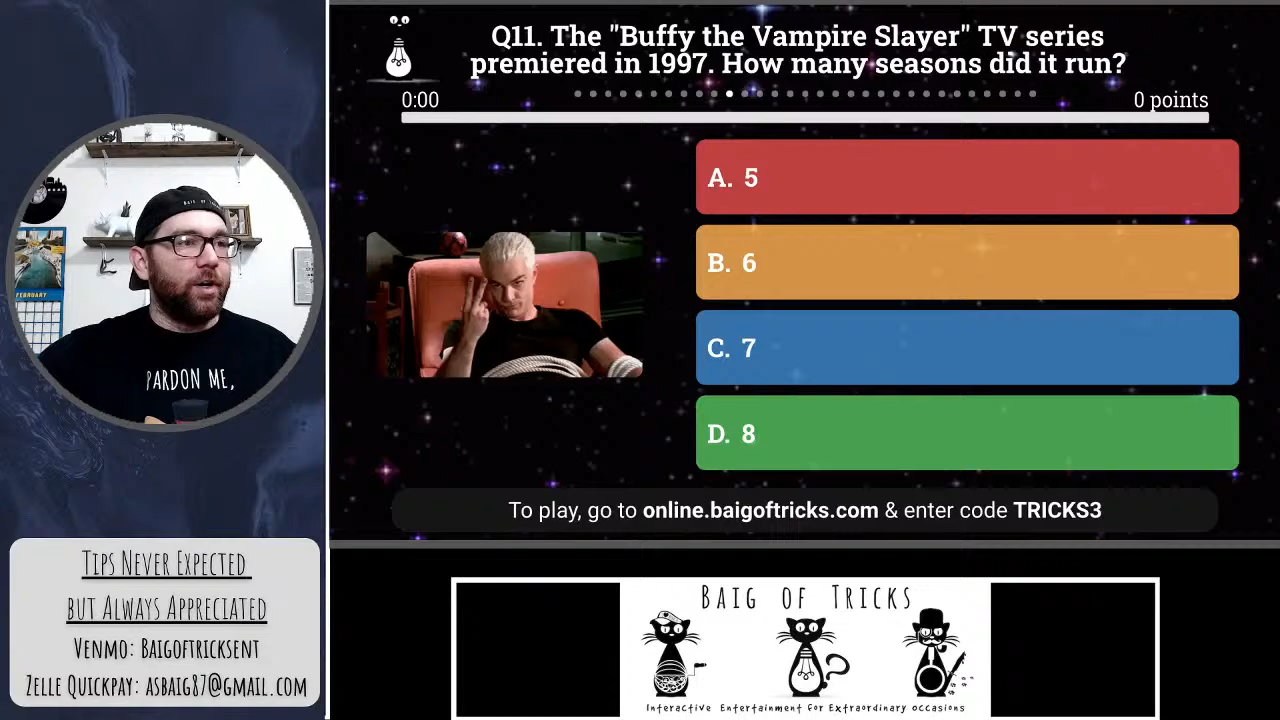 Q11. The "Buffy the Vampire Slayer" TV series
premiered in 1997. How many seasons did it run?
0:00
0 points
A. 5
B. 6
C. 7
D. 8
To play, go to online.baigoftricks.com & enter code TRICKS3
FEBRUARY
PARDON ME,
Tips Never Expected
but Always Appreciated
Venmo: Baigoftricksent
Zelle Quickpay: asbaig87@gmail.com
Baig of Tricks
Interactive Entertainment for Extraordinary Occasions